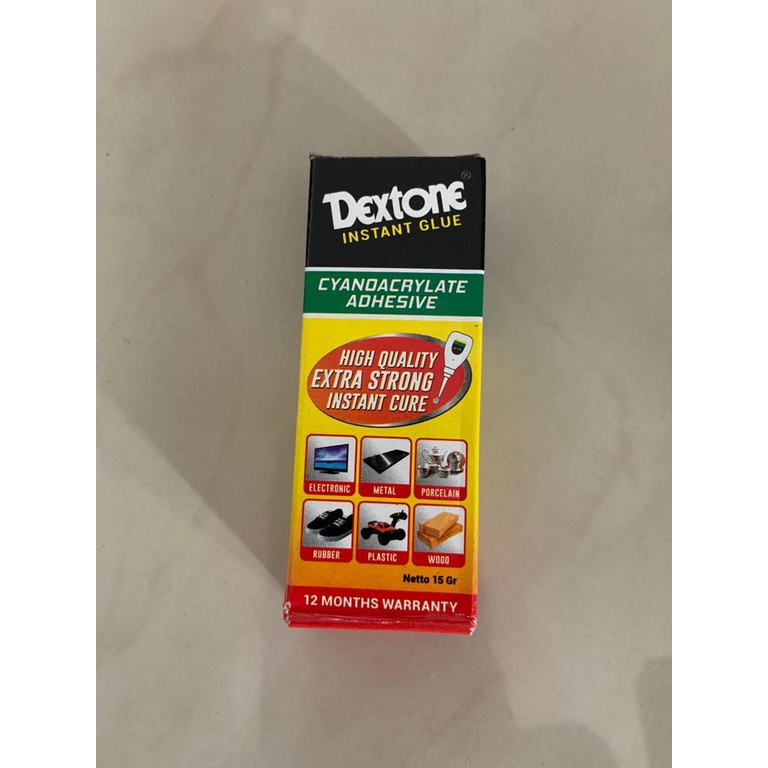 Dextone®
INSTANT GLUE
CYANOACRYLATE
ADHESIVE
HIGH QUALITY
EXTRA STRONG
INSTANT CURE
ELECTRONIC
METAL
PORCELAIN
RUBBER
PLASTIC
WOOD
Netto 15 Gr
12 MONTHS WARRANTY